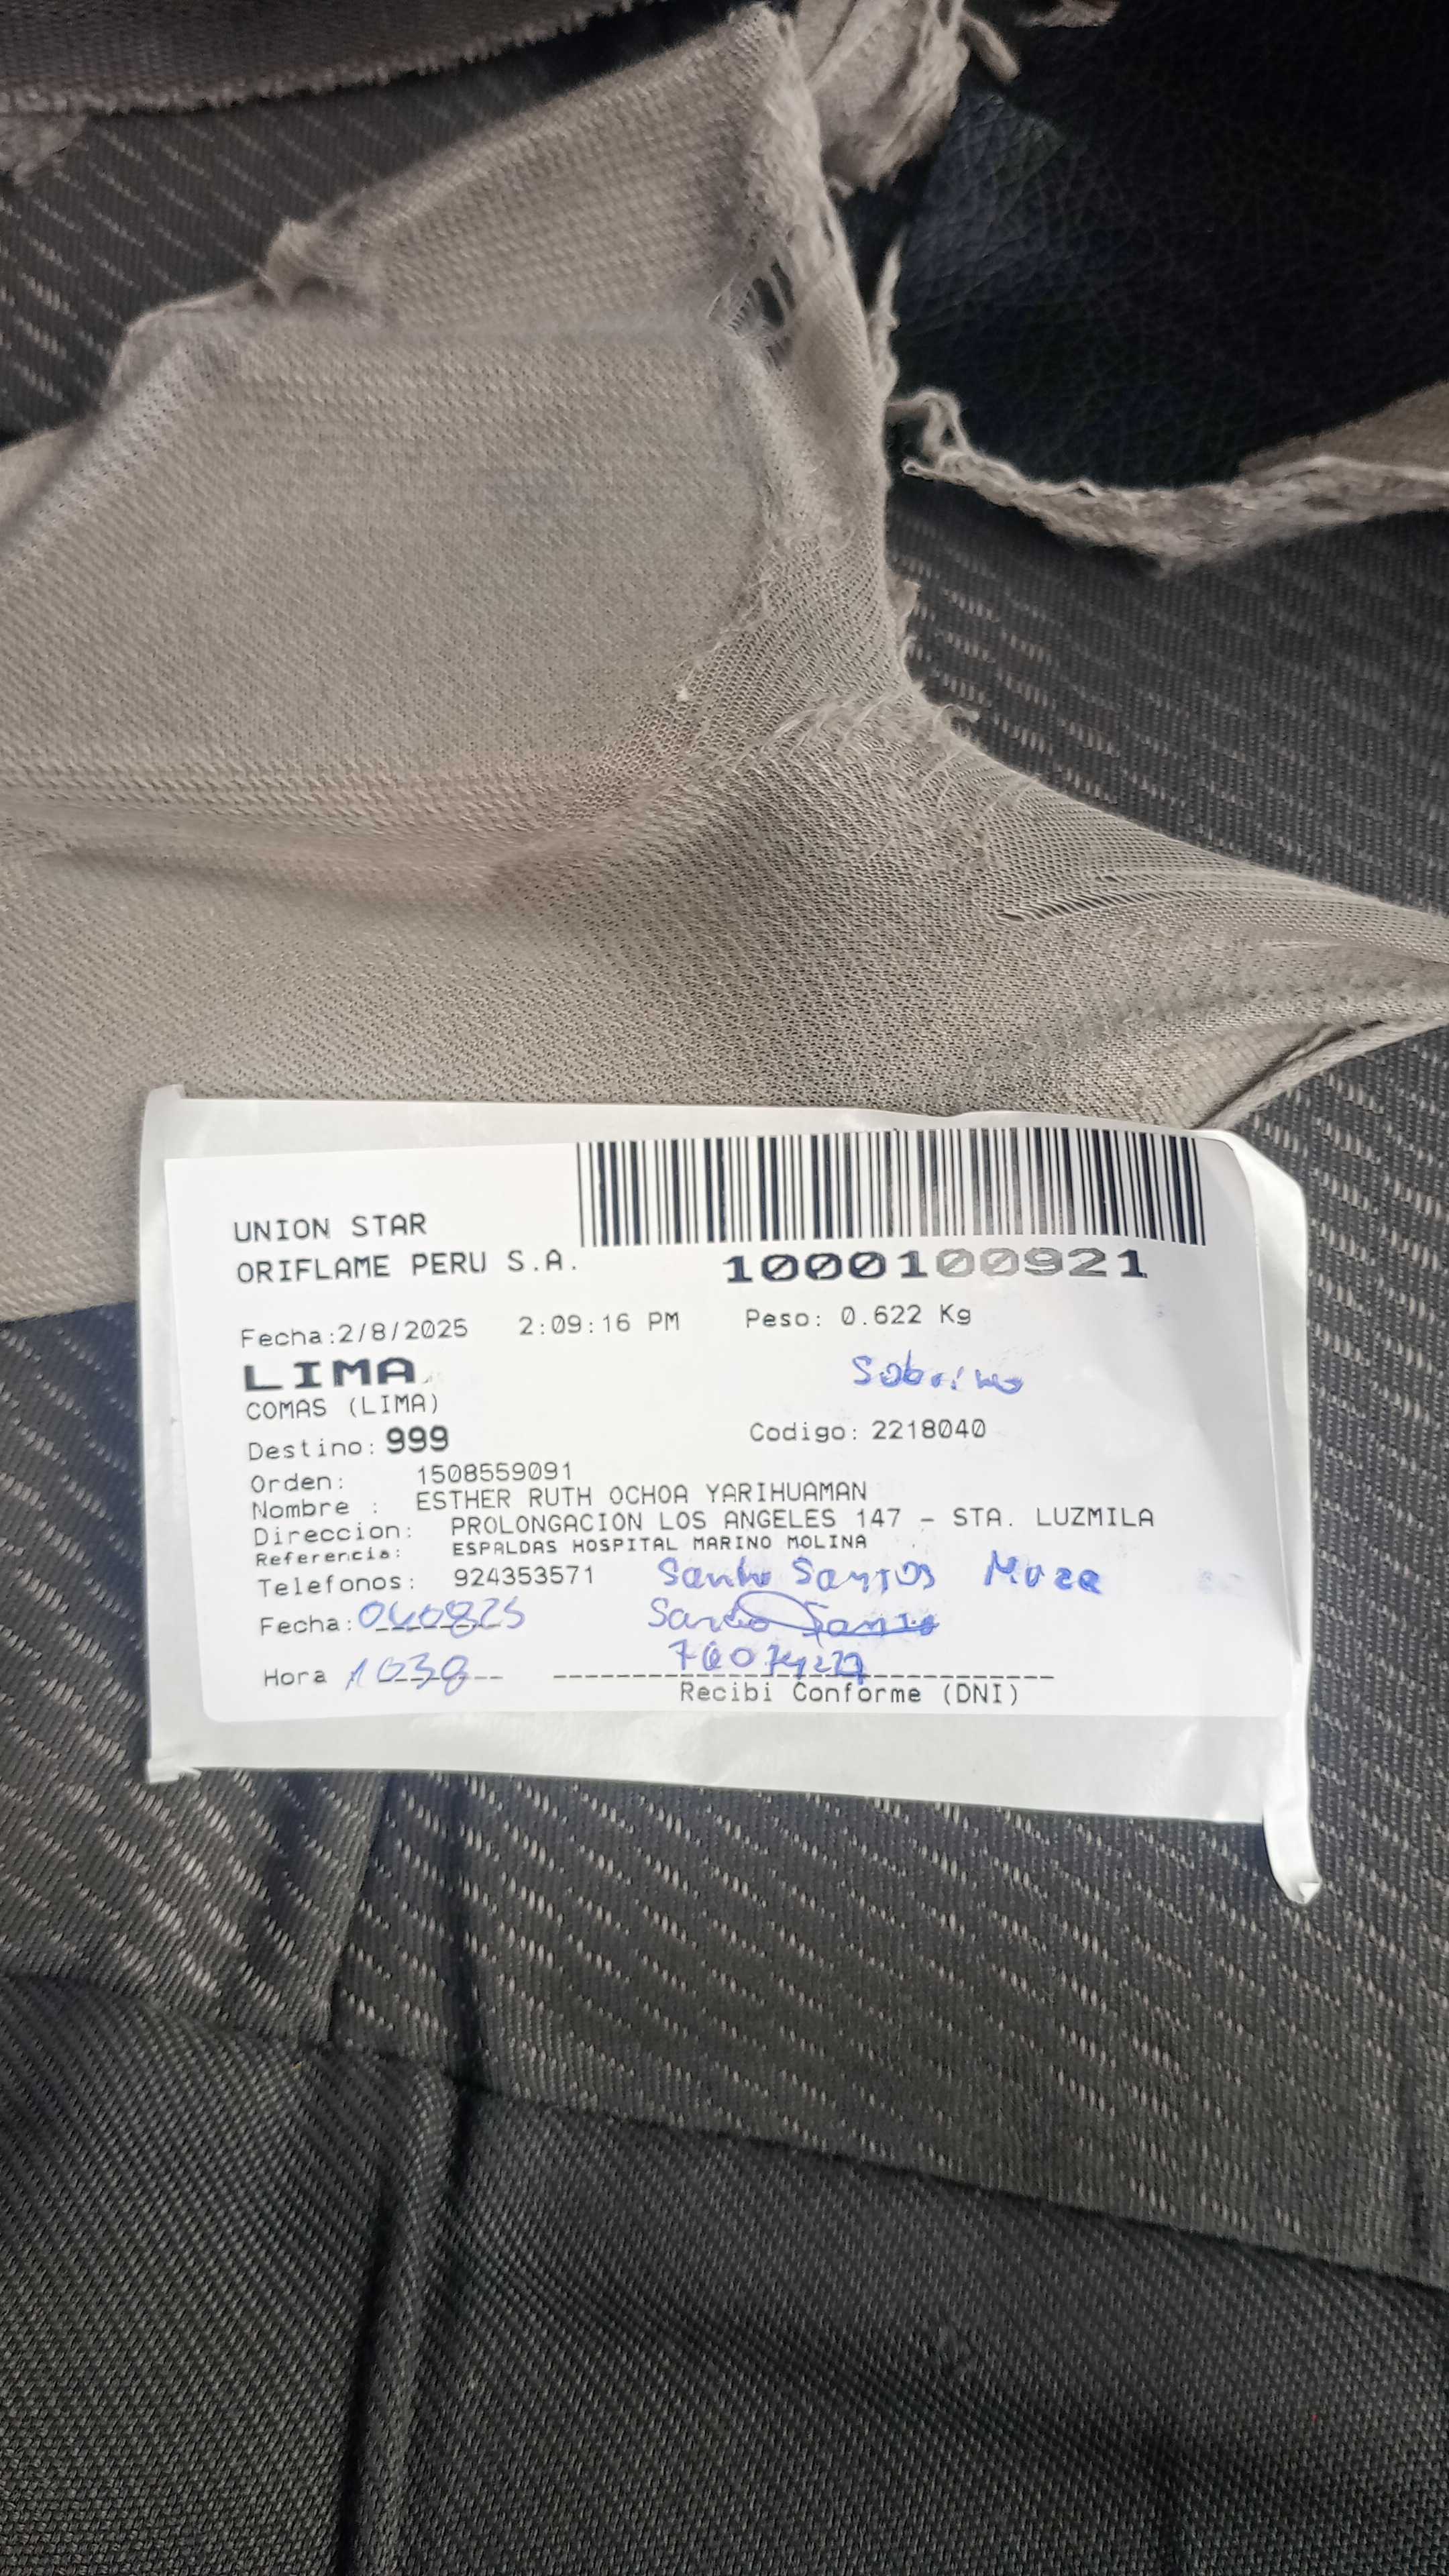 UNION STAR
ORIFLAME PERU S.A.
1000100921
Fecha:2/8/2025 2:09:16 PM Peso: 0.622 Kg
LIMA
Sobrino
COMAS (LIMA)
Destino: 999 Codigo: 2218040
Orden: 1508559091
Nombre : ESTHER RUTH OCHOA YARIHUAMAN
Direccion: PROLONGACION LOS ANGELES 147 - STA. LUZMILA
Referencia: ESPALDAS HOSPITAL MARINO MOLINA
Telefonos: 924353571 Santos
Fecha: 040825
Hora 1038
Recibi Conforme (DNI)